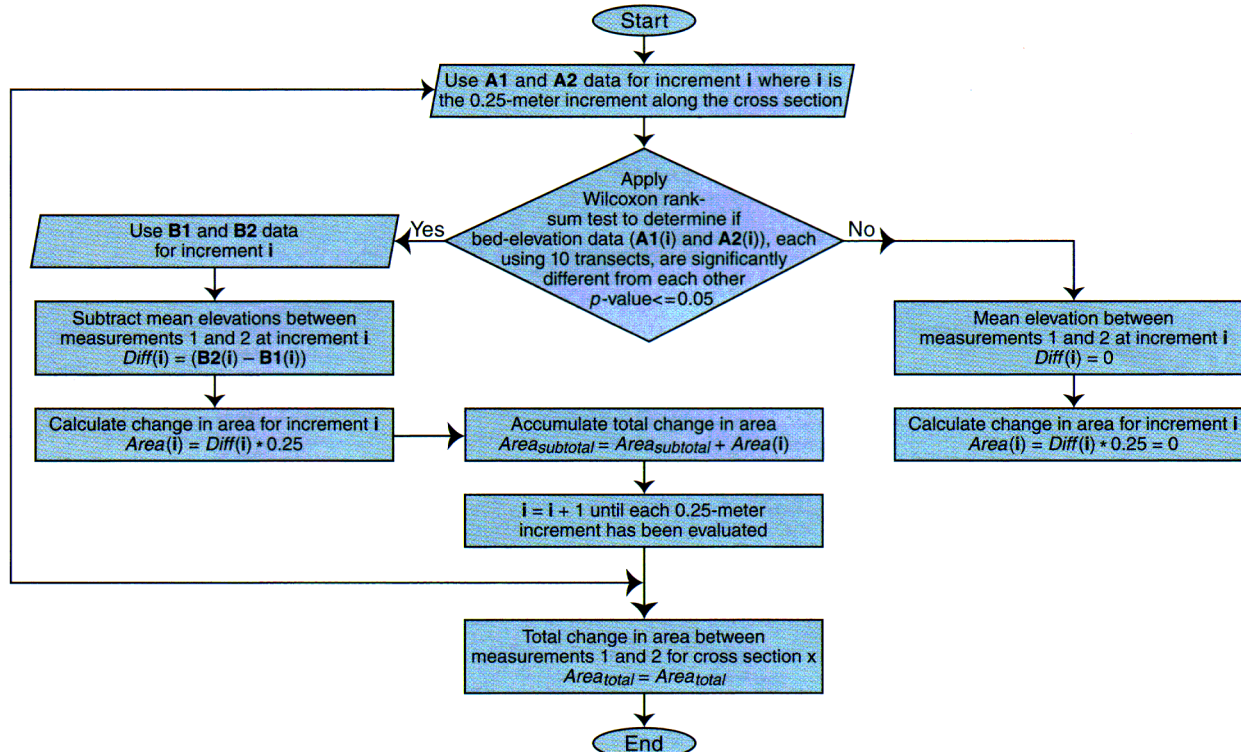 Start
Use A1 and A2 data for increment i where i is
the 0.25-meter increment along the cross section
Apply
Wilcoxon rank-
sum test to determine if
bed-elevation data (A1(i) and A2(i)), each
using 10 transects, are significantly
different from each other
p-value<=0.05
Yes
No
Use B1 and B2 data
for increment i
Subtract mean elevations between
measurements 1 and 2 at increment i
Diff(i) = (B2(i) – B1(i))
Mean elevation between
measurements 1 and 2 at increment i
Diff(i) = 0
Calculate change in area for increment i
Area(i) = Diff(i) * 0.25
Accumulate total change in area
Areasubtotal = Areasubtotal + Area(i)
Calculate change in area for increment i
Area(i) = Diff(i) * 0.25 = 0
i = i + 1 until each 0.25-meter
increment has been evaluated
Total change in area between
measurements 1 and 2 for cross section x
Areatotal = Areatotal
End